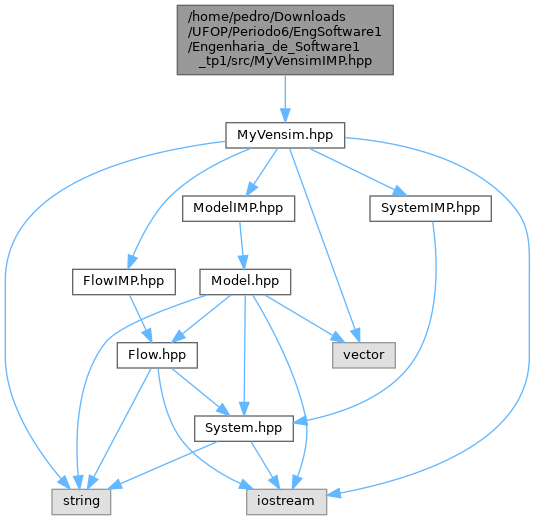 /home/pedro/Downloads
/UFOP/Periodo6/EngSoftware1
/Engenharia_de_Software1
_tp1/src/MyVensimIMP.hpp
MyVensim.hpp
ModelIMP.hpp
SystemIMP.hpp
FlowIMP.hpp
Model.hpp
Flow.hpp
vector
System.hpp
string
iostream